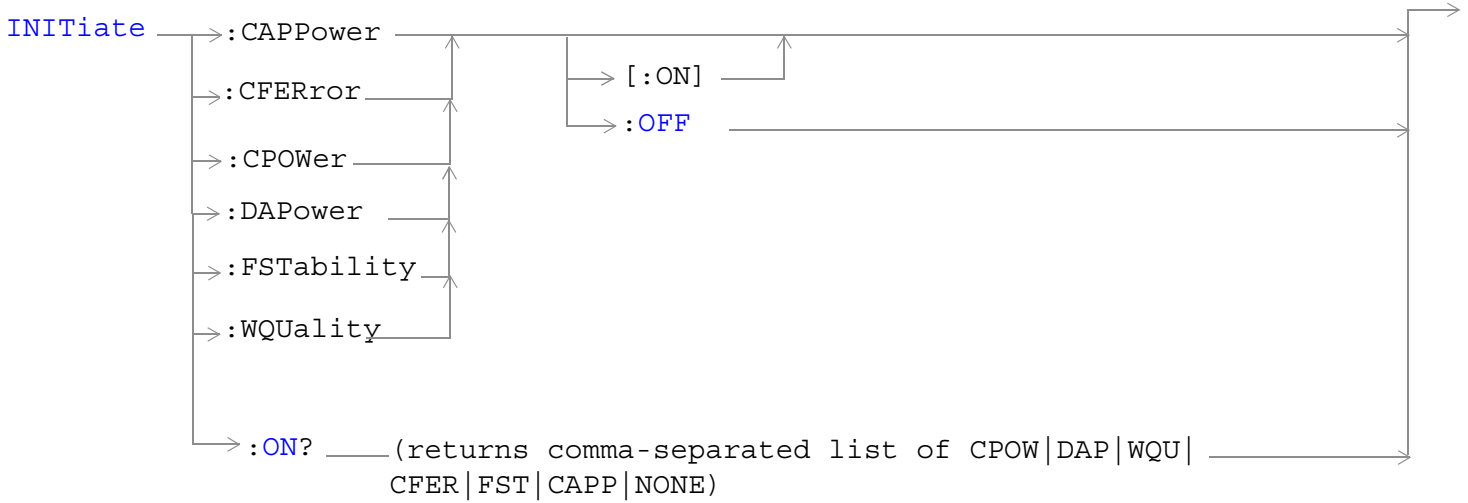 INITiate
:CAPPower
[:ON]
:CFERror
:OFF
:CPOWer
:DAPower
:FSTability
:WQUality
:ON? (returns comma-separated list of CPOW|DAP|WQU|
CFER|FST|CAPP|NONE)